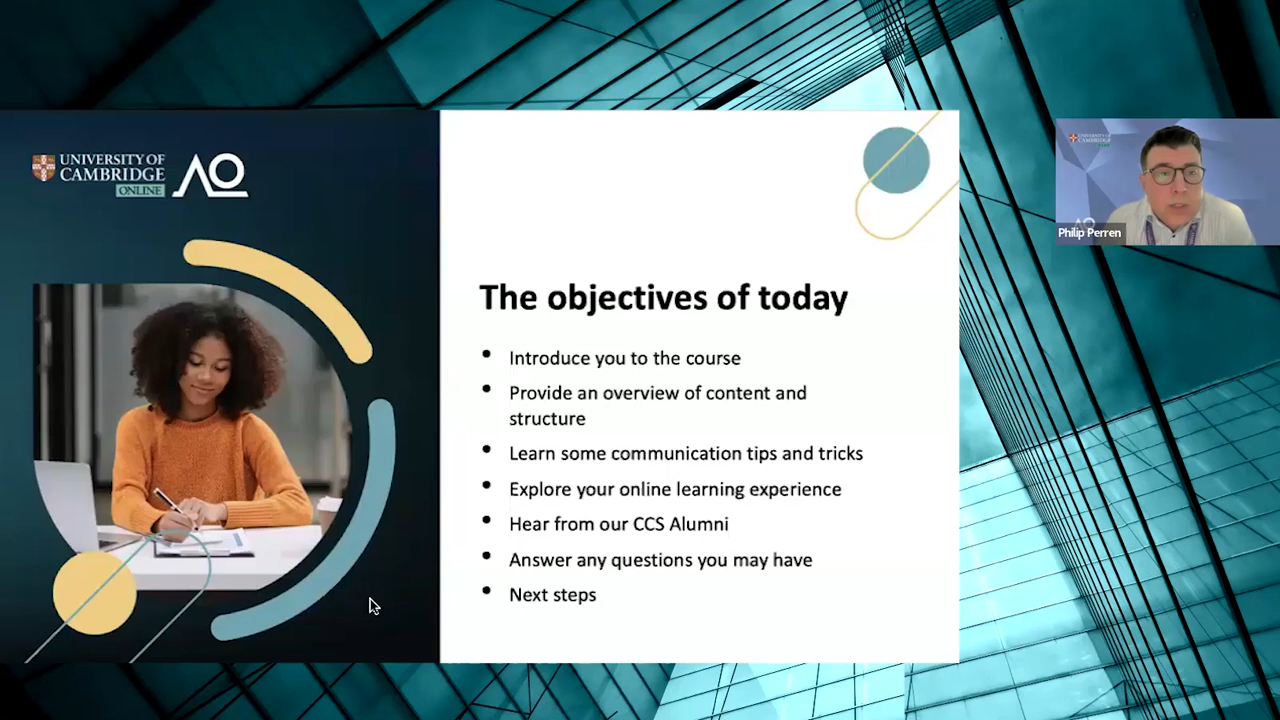 UNIVERSITY OF
CAMBRIDGE
ONLINE
The objectives of today
• Introduce you to the course
• Provide an overview of content and
structure
• Learn some communication tips and tricks
• Explore your online learning experience
• Hear from our CCS Alumni
• Answer any questions you may have
• Next steps
Philip Perren